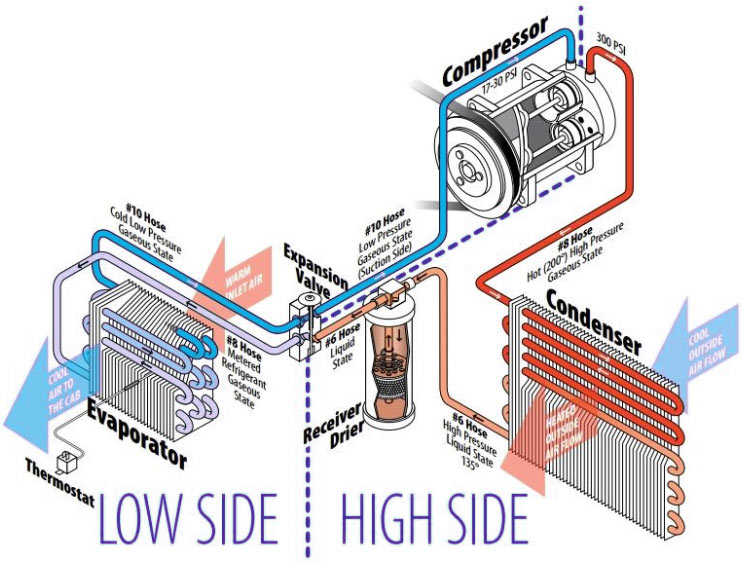 Compressor
17-30 PSI
300 PSI
#10 Hose
Cold Low Pressure
Gaseous State
#10 Hose
Low Pressure
Gaseous State
(Suction Side)
#8 Hose
Hot (200°) High Pressure
Gaseous State
Expansion
Valve
WARM
INLET AIR
Condenser
COOL
OUTSIDE
AIR FLOW
#8 Hose
Metered
Refrigerant
Gaseous
State
#6 Hose
Liquid
State
COOL
AIR TO
THE CAB
Evaporator
Receiver
Drier
#6 Hose
High Pressure
Liquid State
135°
HEATED
OUTSIDE
AIR FLOW
Thermostat
LOW SIDE
HIGH SIDE